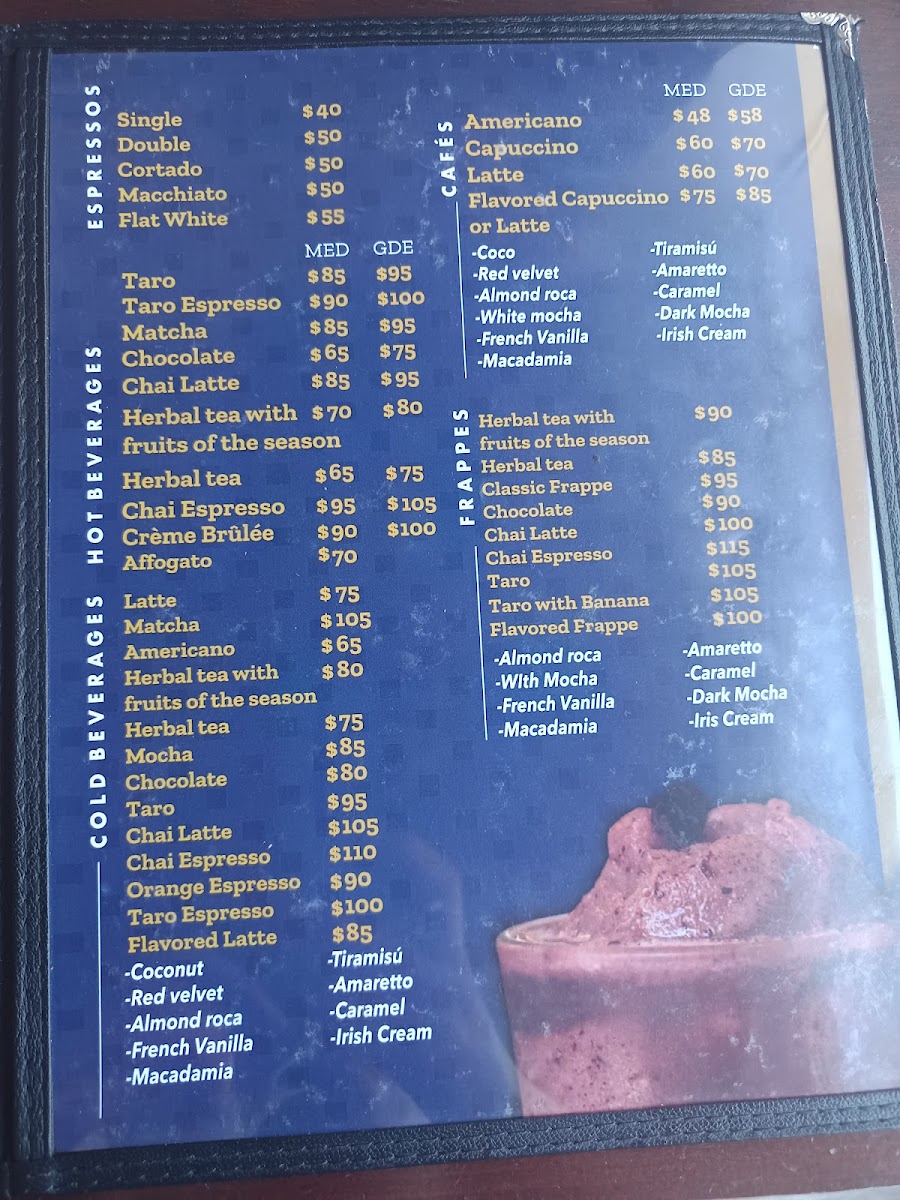 ESPRESSOS
Single $40
Double $50
Cortado $50
Macchiato $50
Flat White $55
HOT BEVERAGES
MED GDE
Taro $85 $95
Taro Espresso $90 $100
Matcha $85 $95
Chocolate $65 $75
Chai Latte $85 $95
Herbal tea with $70 $80
fruits of the season
Herbal tea $65 $75
Chai Espresso $95 $105
Crème Brûlée $90 $100
Affogato $70
COLD BEVERAGES
Latte $75
Matcha $105
Americano $65
Herbal tea with $80
fruits of the season
Herbal tea $75
Mocha $85
Chocolate $80
Taro $95
Chai Latte $105
Chai Espresso $110
Orange Espresso $90
Taro Espresso $100
Flavored Latte $85
-Coconut -Tiramisú
-Red velvet -Amaretto
-Almond roca -Caramel
-French Vanilla -Irish Cream
-Macadamia
CAFÉS
MED GDE
Americano $48 $58
Capuccino $60 $70
Latte $60 $70
Flavored Capuccino $75 $85
or Latte
-Coco -Tiramisú
-Red velvet -Amaretto
-Almond roca -Caramel
-White mocha -Dark Mocha
-French Vanilla -Irish Cream
-Macadamia
FRAPPES
Herbal tea with $90
fruits of the season
Herbal tea $85
Classic Frappe $95
Chocolate $90
Chai Latte $100
Chai Espresso $115
Taro $105
Taro with Banana $105
Flavored Frappe $100
-Almond roca -Amaretto
-WIth Mocha -Caramel
-French Vanilla -Dark Mocha
-Macadamia -Iris Cream